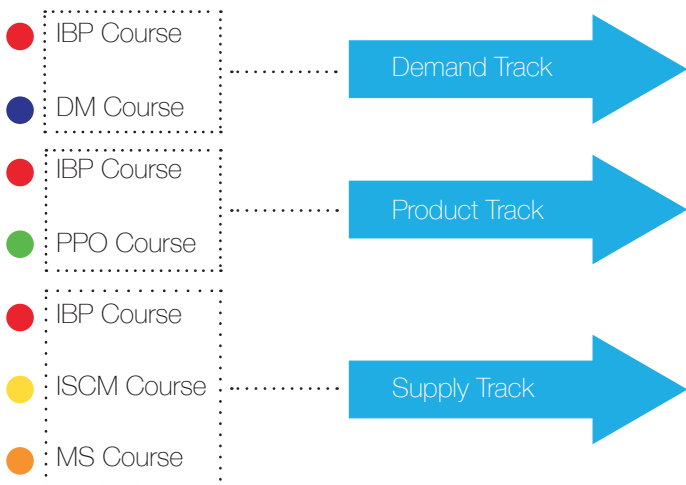 IBP Course
DM Course
Demand Track
IBP Course
PPO Course
Product Track
IBP Course
ISCM Course
MS Course
Supply Track